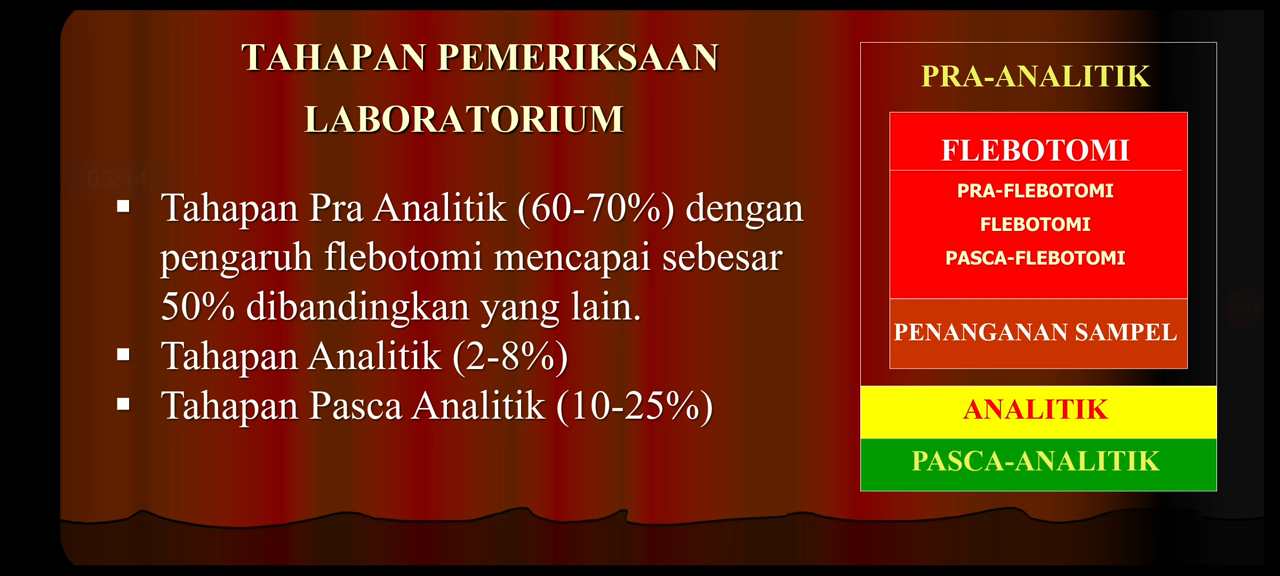 TAHAPAN PEMERIKSAAN
LABORATORIUM
▪ Tahapan Pra Analitik (60-70%) dengan
pengaruh flebotomi mencapai sebesar
50% dibandingkan yang lain.
▪ Tahapan Analitik (2-8%)
▪ Tahapan Pasca Analitik (10-25%)
PRA-ANALITIK
FLEBOTOMI
PRA-FLEBOTOMI
FLEBOTOMI
PASCA-FLEBOTOMI
PENANGANAN SAMPEL
ANALITIK
PASCA-ANALITIK